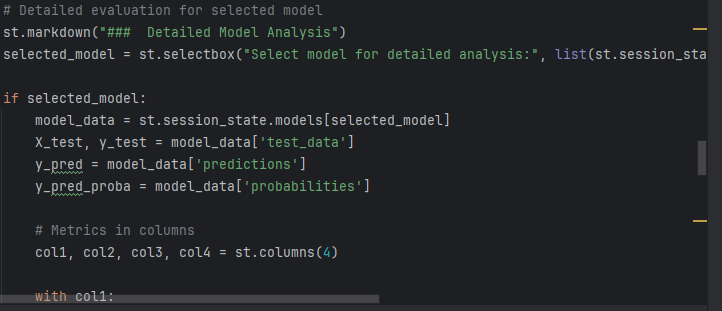 # Detailed evaluation for selected model
st.markdown("###  Detailed Model Analysis")
selected_model = st.selectbox("Select model for detailed analysis:", list(st.session_sta
if selected_model:
model_data = st.session_state.models[selected_model]
X_test, y_test = model_data['test_data']
y_pred = model_data['predictions']
y_pred_proba = model_data['probabilities']
# Metrics in columns
col1, col2, col3, col4 = st.columns(4)
with col1: